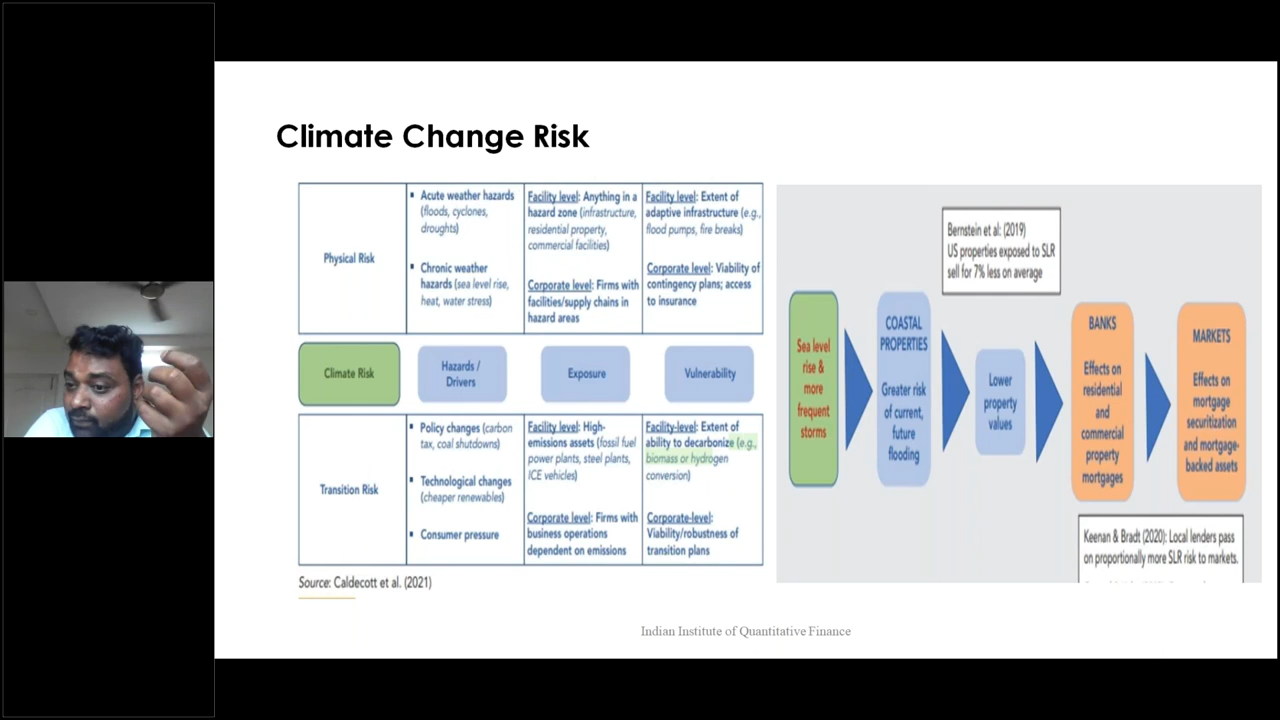 Climate Change Risk
Physical Risk
▪ Acute weather hazards
(floods, cyclones,
droughts)
▪ Chronic weather
hazards (sea level rise,
heat, water stress)
Facility level: Anything in a
hazard zone (infrastructure,
residential property,
commercial facilities)
Corporate level: Firms with
facilities/supply chains in
hazard areas
Facility level: Extent of
adaptive infrastructure (e.g.,
flood pumps, fire breaks)
Corporate level: Viability of
contingency plans; access
to insurance
Climate Risk
Hazards /
Drivers
Exposure
Vulnerability
Transition Risk
▪ Policy changes (carbon
tax, coal shutdowns)
▪ Technological changes
(cheaper renewables)
▪ Consumer pressure
Facility level: High-
emissions assets (fossil fuel
power plants, steel plants,
ICE vehicles)
Corporate level: Firms with
business operations
dependent on emissions
Facility-level: Extent of
ability to decarbonize (e.g.,
biomass or hydrogen
conversion)
Corporate-level:
Viability/robustness of
transition plans
Source: Caldecott et al. (2021)
Bernstein et al: (2019)
US properties exposed to SLR
sell for 7% less on average
Sea level
rise &
more
frequent
storms
COASTAL
PROPERTIES
Greater risk
of current,
future
flooding
Lower
property
values
BANKS
Effects on
residential
and
commercial
property
mortgages
MARKETS
Effects on
mortgage
securitization
and mortgage-
backed assets
Keenan & Bradt (2020): Local lenders pass
on proportionally more SLR risk to markets.
Indian Institute of Quantitative Finance